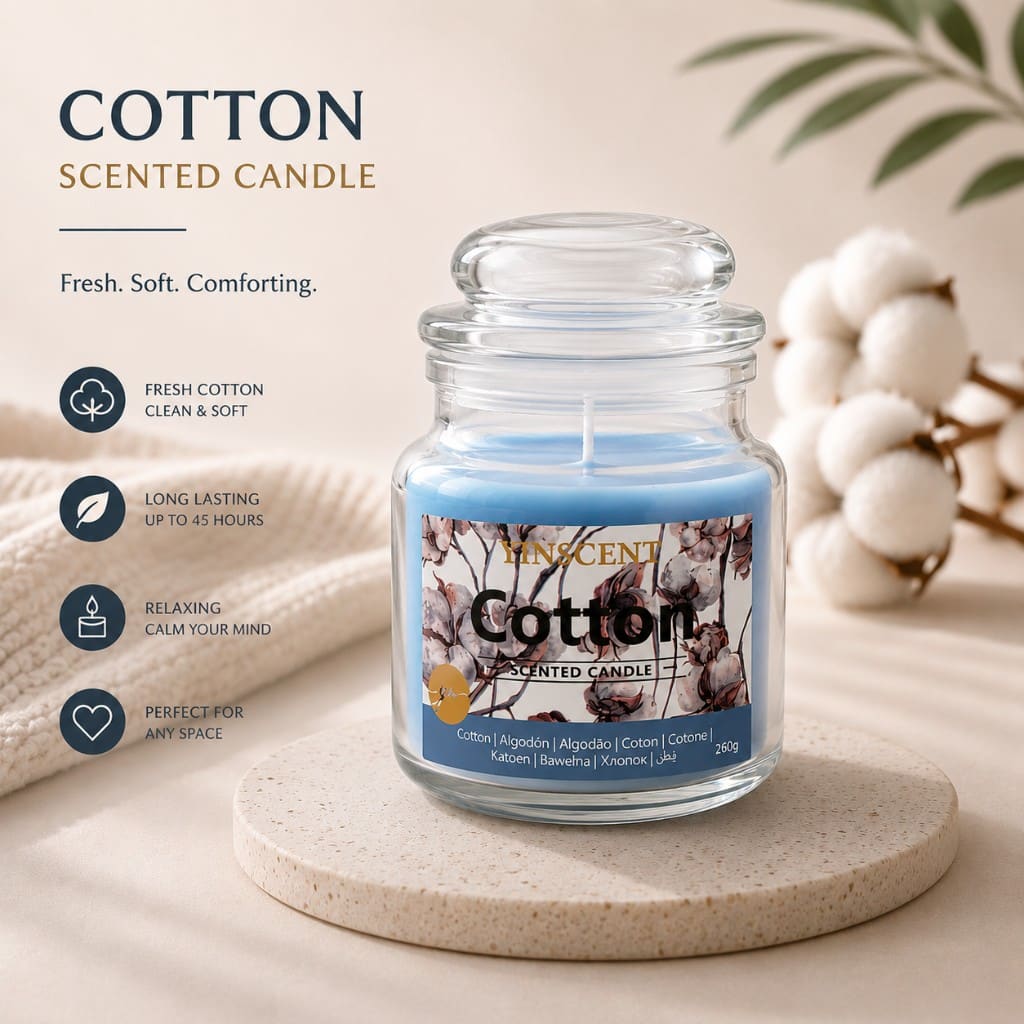 COTTON
SCENTED CANDLE
Fresh. Soft. Comforting.
FRESH COTTON
CLEAN & SOFT
LONG LASTING
UP TO 45 HOURS
RELAXING
CALM YOUR MIND
PERFECT FOR
ANY SPACE
YINSCENT
Cotton
SCENTED CANDLE
Cotton | Algodón | Algodão | Coton | Cotone |
Katoen | Bawełna | Хлопок | قطن
260g